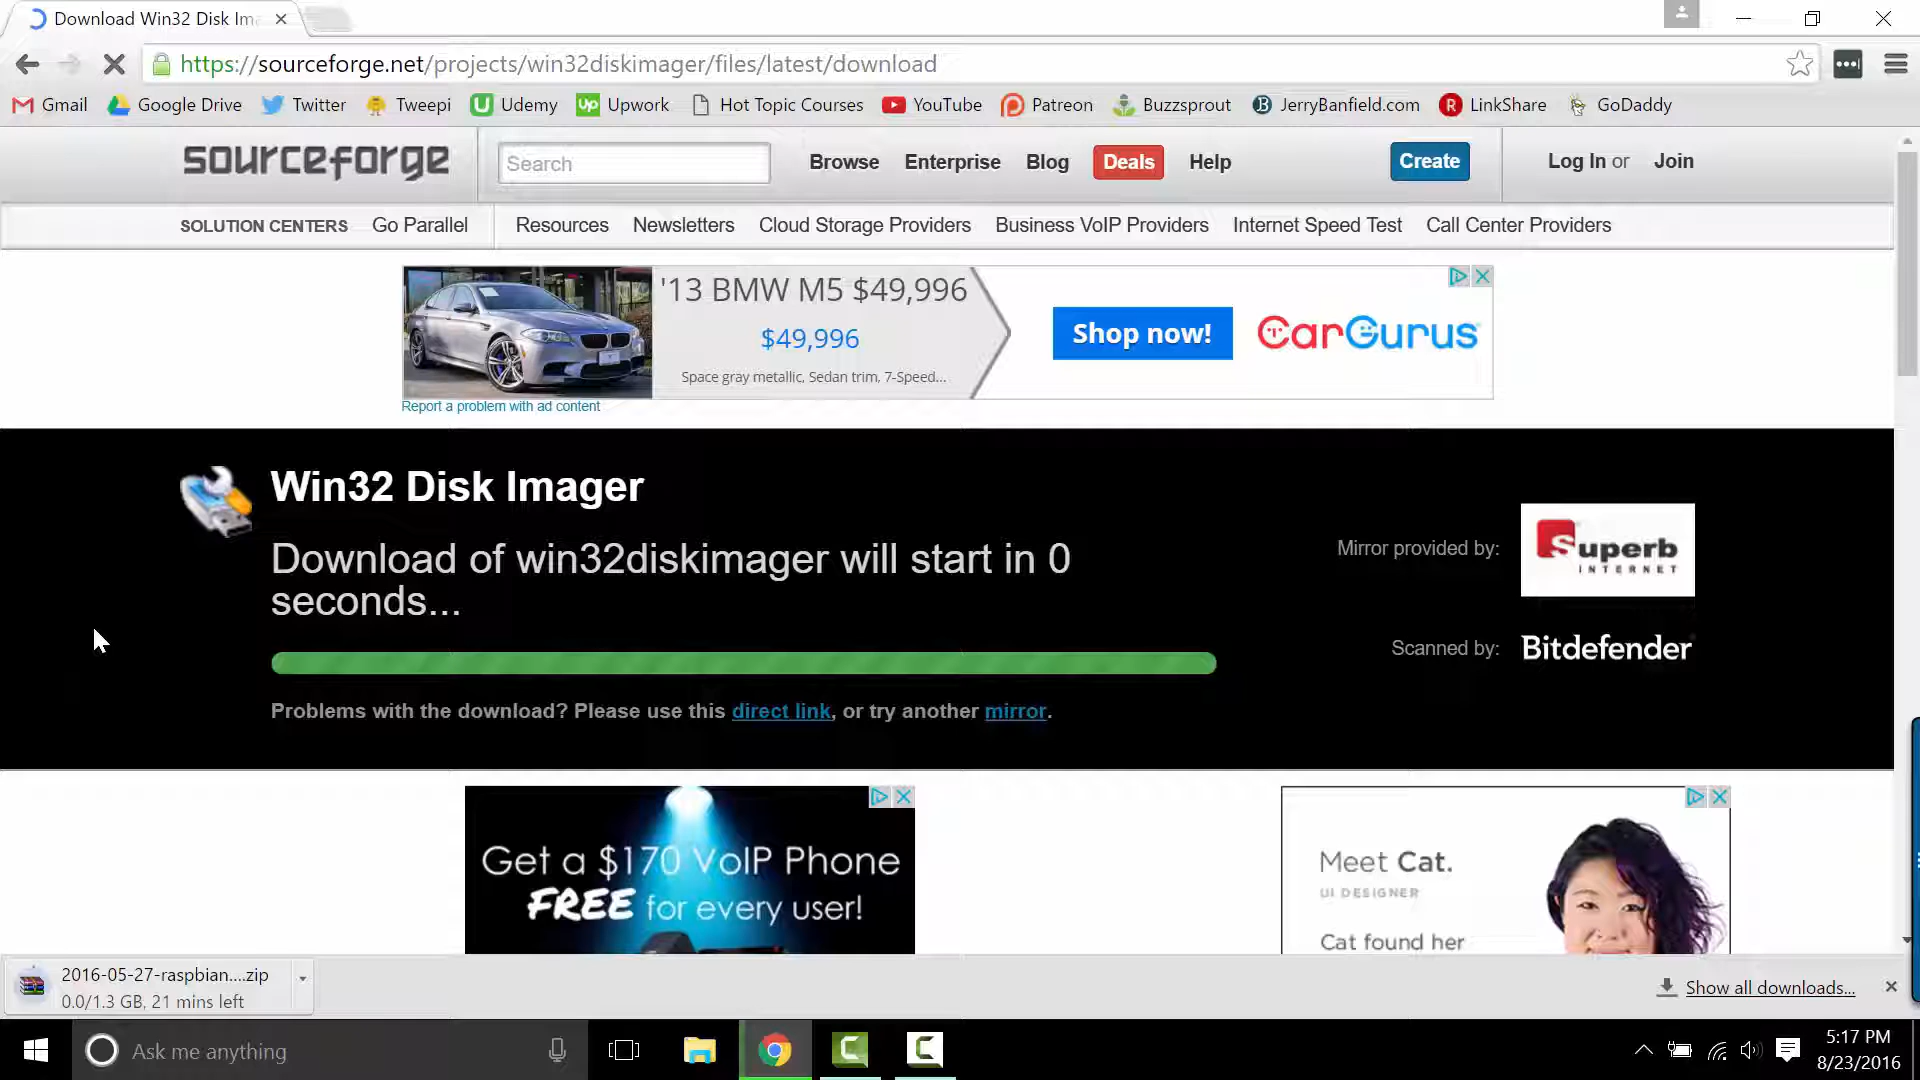 Download Win32 Disk Ima
https://sourceforge.net/projects/win32diskimager/files/latest/download
Gmail Google Drive Twitter Tweepi Udemy Upwork Hot Topic Courses YouTube Patreon Buzzsprout JerryBanfield.com LinkShare GoDaddy
sourceforge Search Browse Enterprise Blog Deals Help Create Log In or Join
SOLUTION CENTERS Go Parallel Resources Newsletters Cloud Storage Providers Business VoIP Providers Internet Speed Test Call Center Providers
'13 BMW M5 $49,996
$49,996
Space gray metallic, Sedan trim, 7-Speed...
Shop now!
CarGurus
Report a problem with ad content
Win32 Disk Imager
Download of win32diskimager will start in 0
seconds...
Mirror provided by:
Superb
INTERNET
Scanned by: Bitdefender
Problems with the download? Please use this direct link, or try another mirror.
Get a $170 VoIP Phone
FREE for every user!
Meet Cat.
UI DESIGNER
Cat found her
2016-05-27-raspbian....zip
0.0/1.3 GB, 21 mins left
Show all downloads...
Ask me anything
5:17 PM
8/23/2016